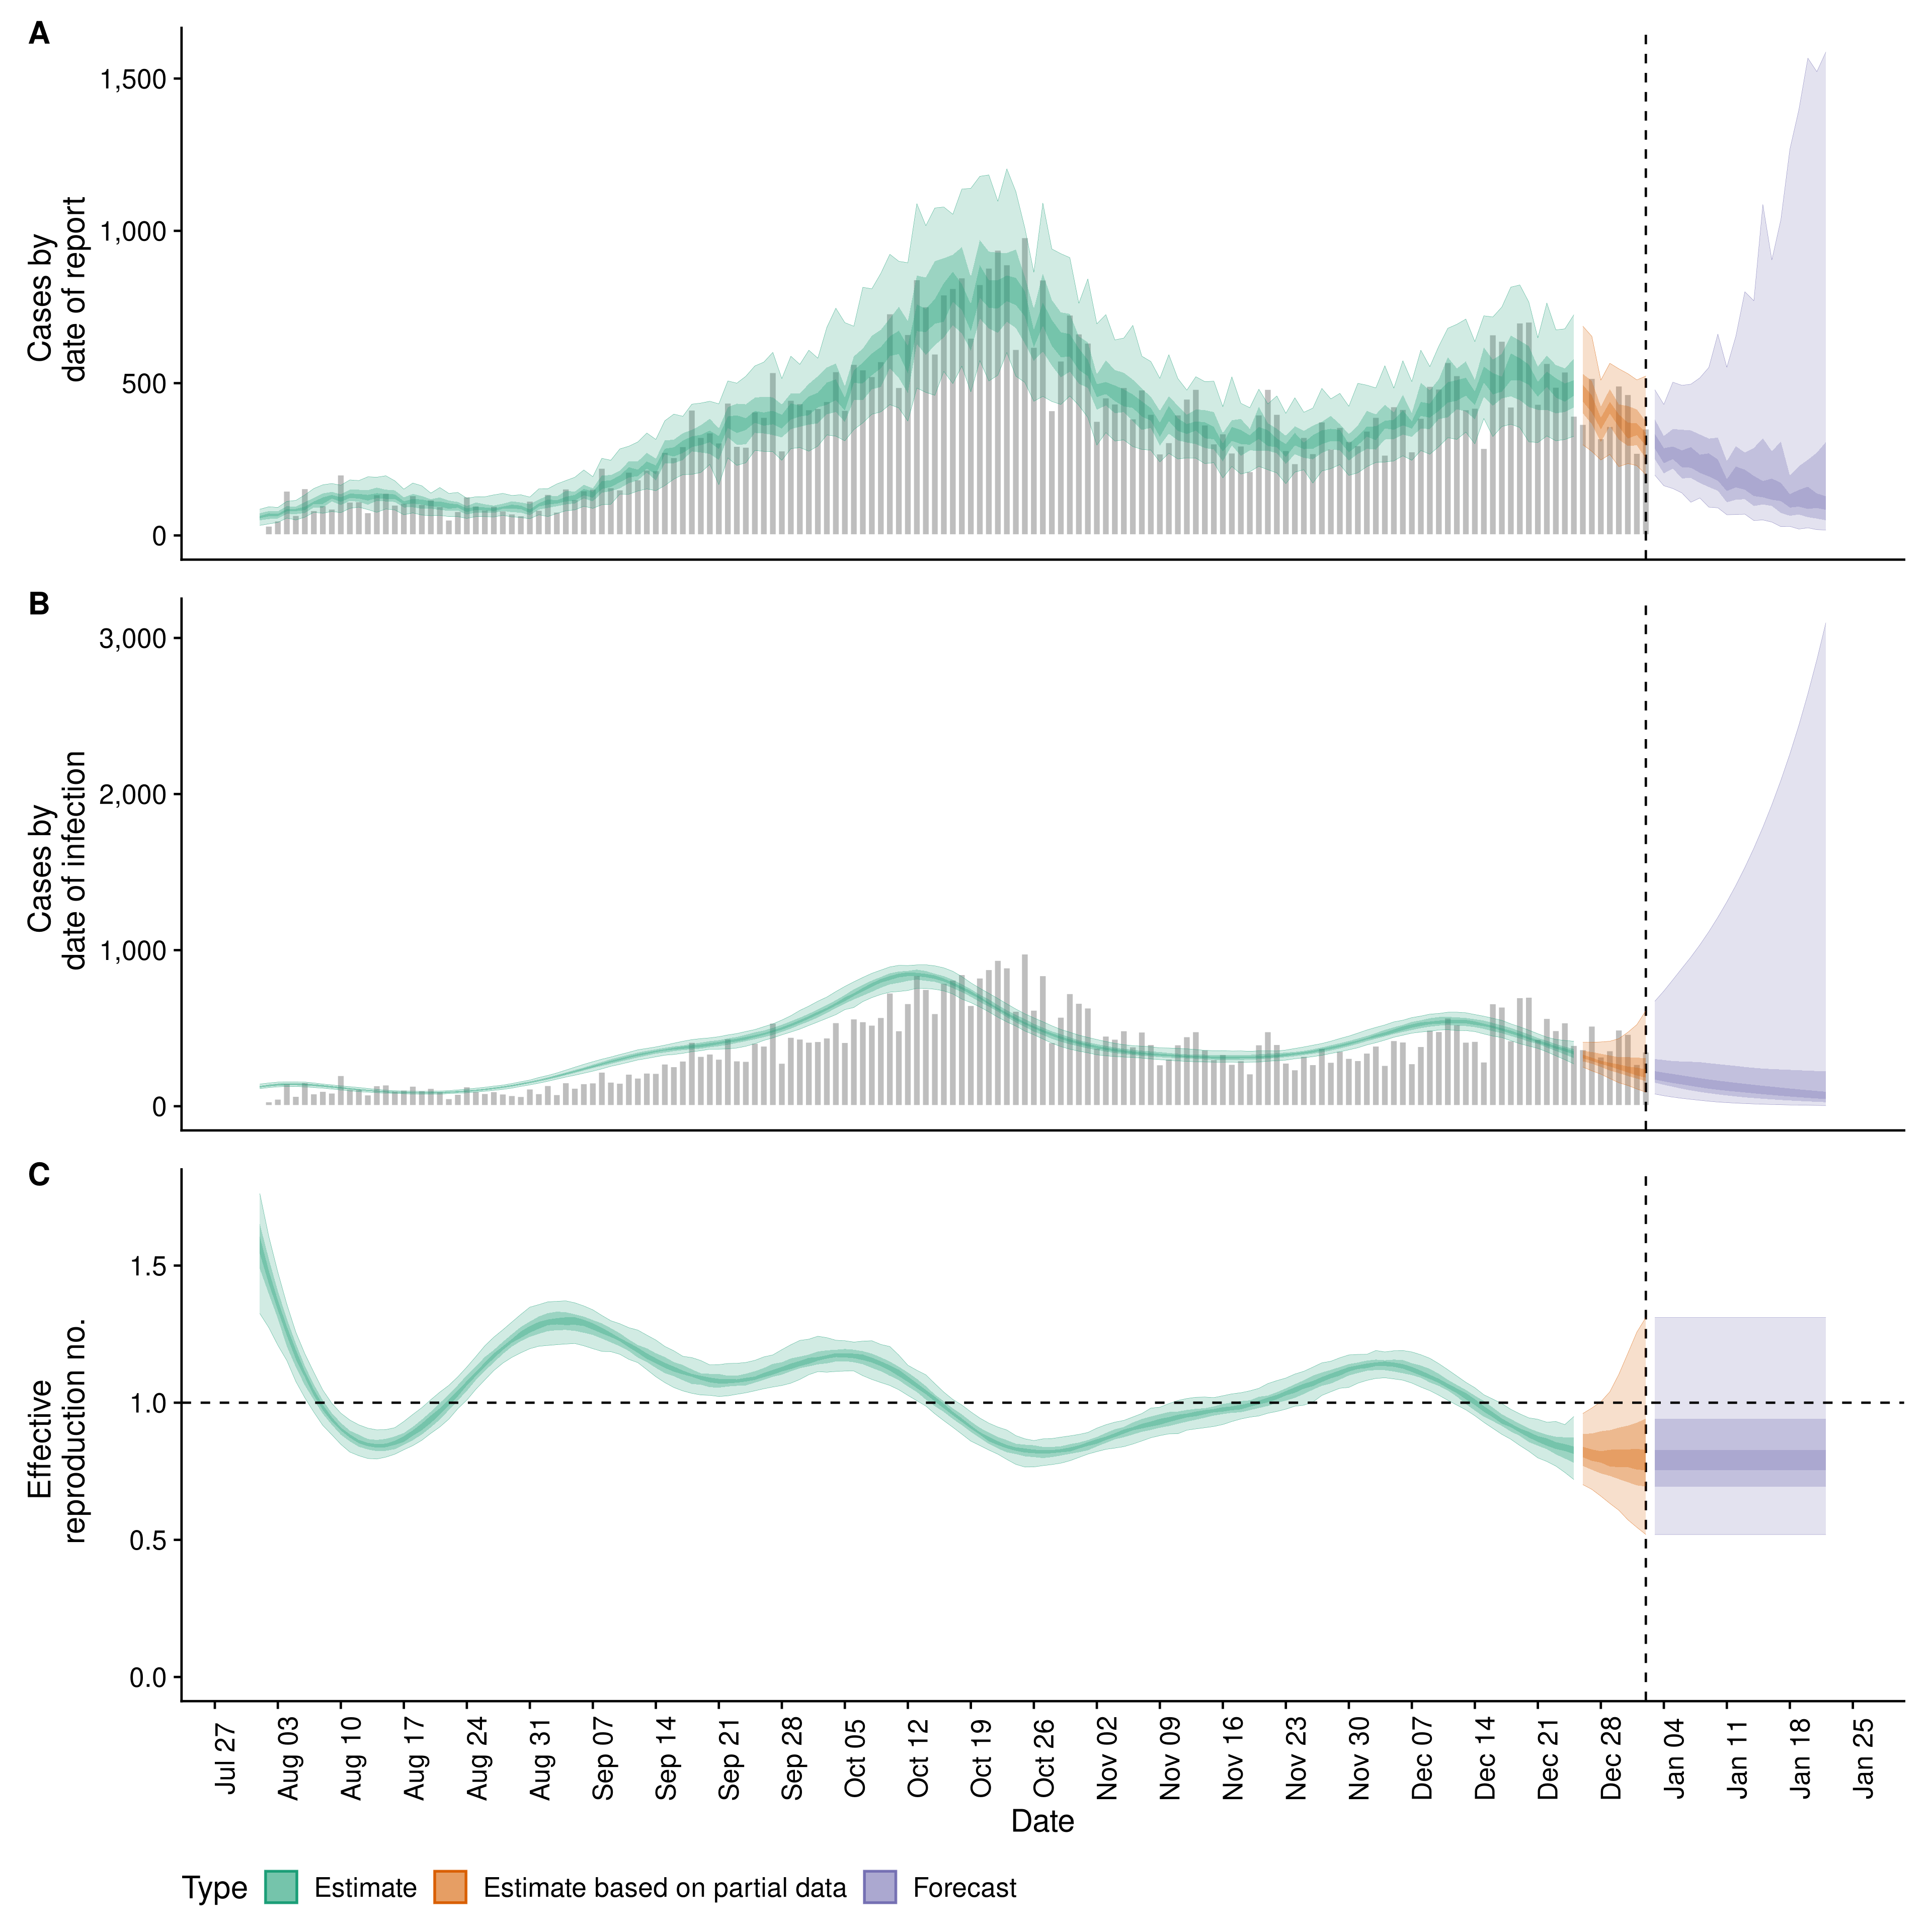 A
Cases by
date of report
1,500
1,000
500
0
B
Cases by
date of infection
3,000
2,000
1,000
0
C
Effective
reproduction no.
1.5
1.0
0.5
0.0
Jul 27
Aug 03
Aug 10
Aug 17
Aug 24
Aug 31
Sep 07
Sep 14
Sep 21
Sep 28
Oct 05
Oct 12
Oct 19
Oct 26
Nov 02
Nov 09
Nov 16
Nov 23
Nov 30
Dec 07
Dec 14
Dec 21
Dec 28
Jan 04
Jan 11
Jan 18
Jan 25
Date
Type Estimate Estimate based on partial data Forecast